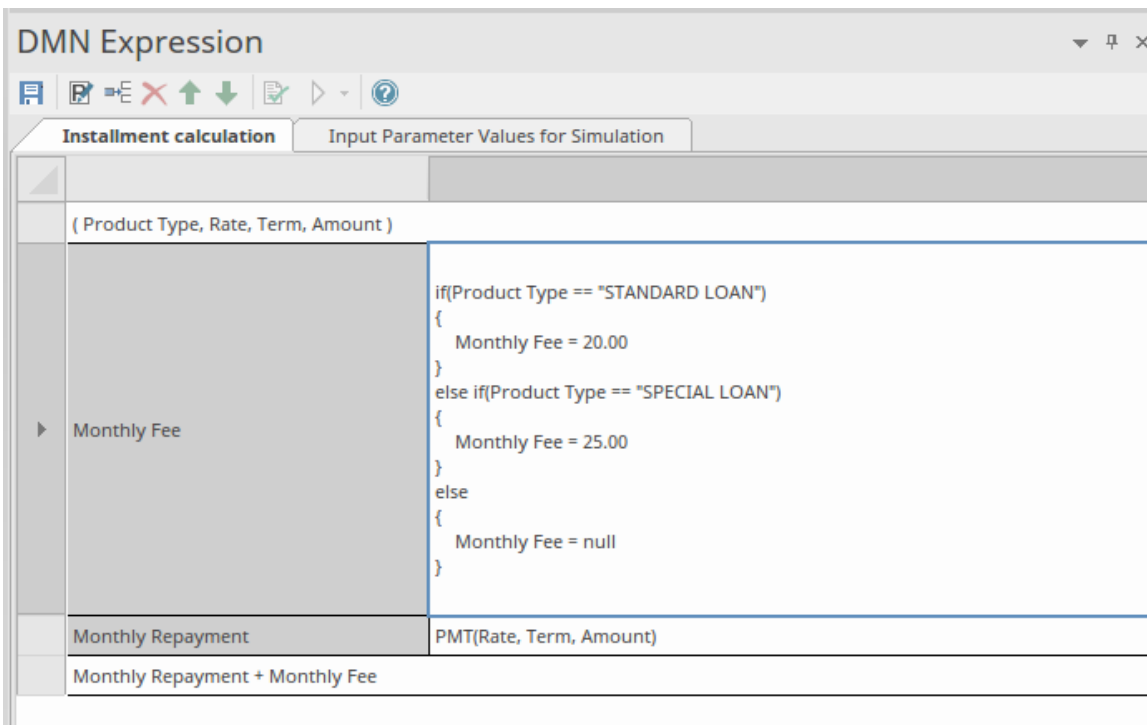 DMN Expression
Installment calculation
Input Parameter Values for Simulation
( Product Type, Rate, Term, Amount )
Monthly Fee
if(Product Type == "STANDARD LOAN")
{
Monthly Fee = 20.00
}
else if(Product Type == "SPECIAL LOAN")
{
Monthly Fee = 25.00
}
else
{
Monthly Fee = null
}
Monthly Repayment
PMT(Rate, Term, Amount)
Monthly Repayment + Monthly Fee